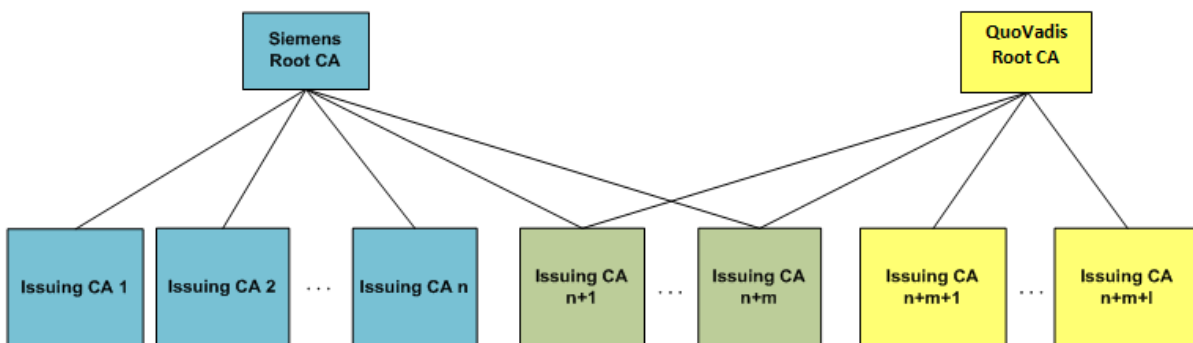 Siemens
Root CA
QuoVadis
Root CA
Issuing CA 1
Issuing CA 2
. . .
Issuing CA n
Issuing CA
n+1
. . .
Issuing CA
n+m
Issuing CA
n+m+1
. . .
Issuing CA
n+m+l